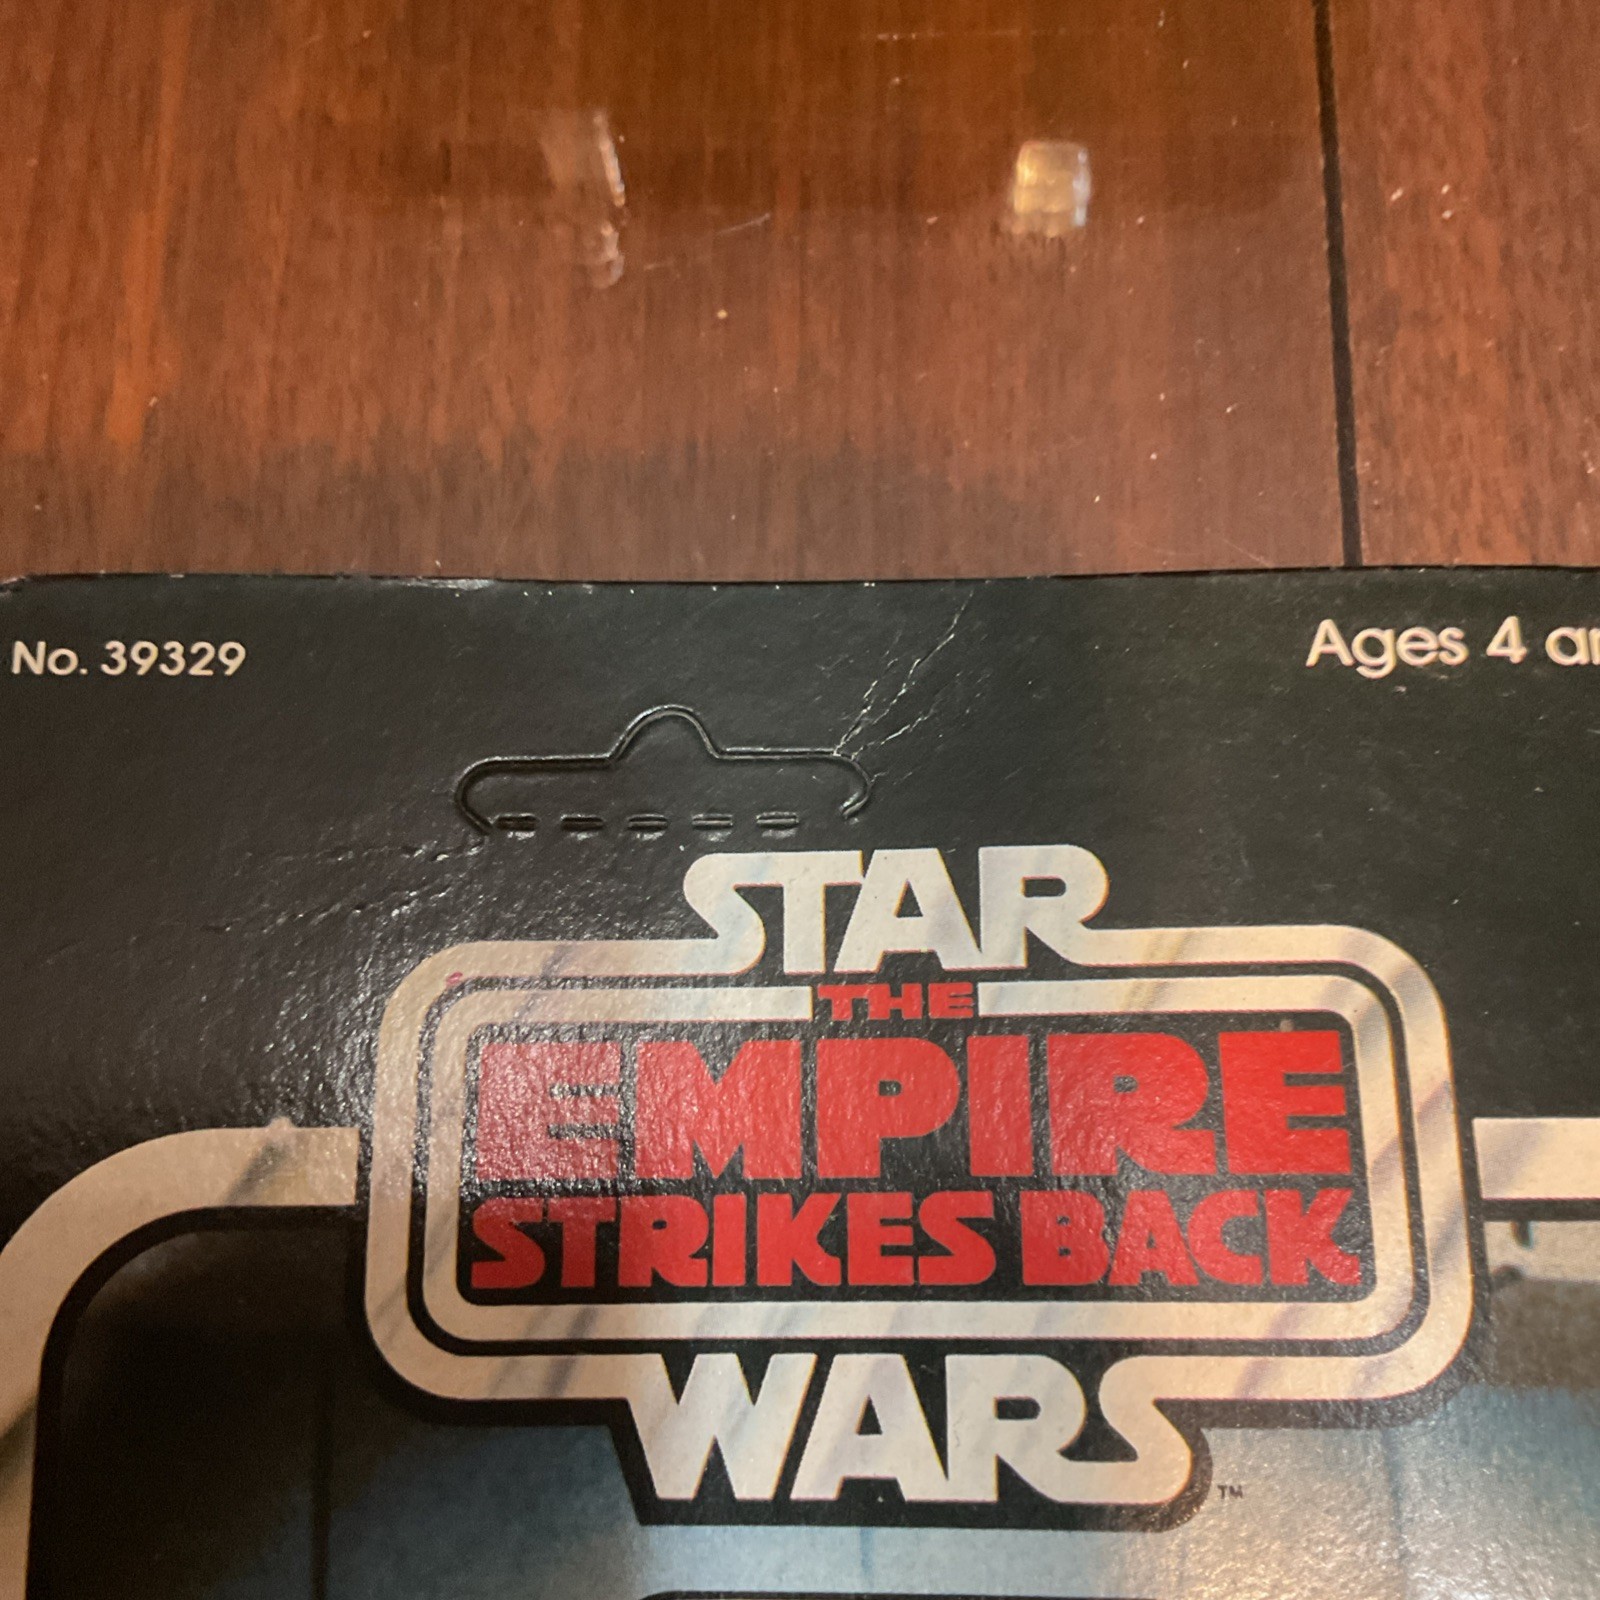 No. 39329
Ages 4 
STAR
THE
EMPIRE
STRIKES BACK
WARS
TM